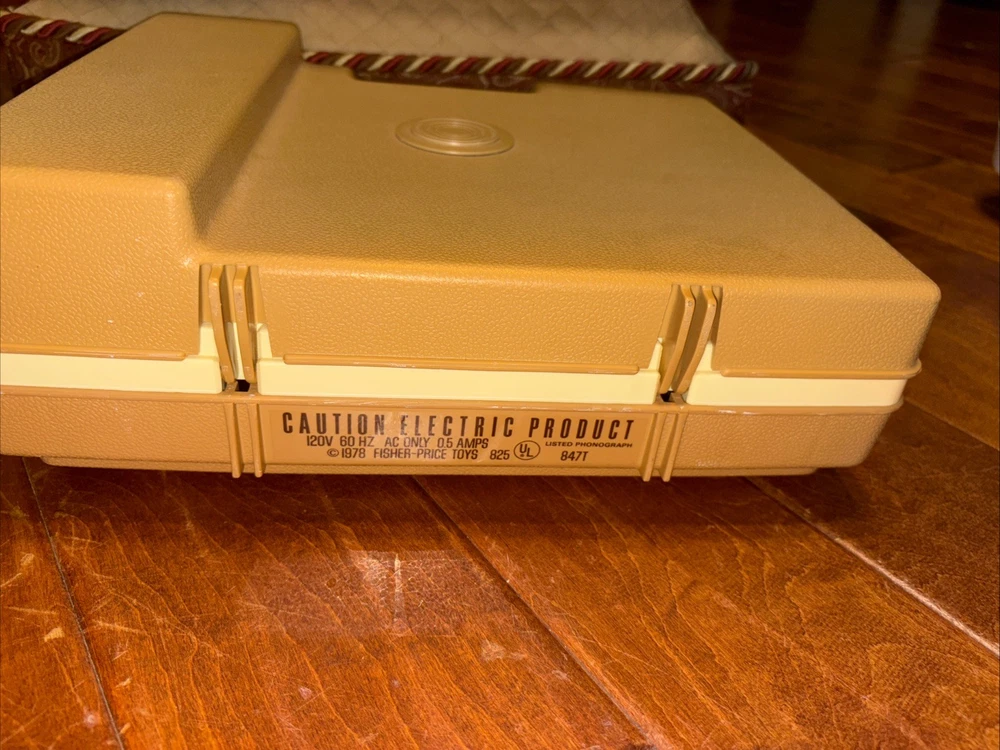 CAUTION ELECTRIC PRODUCT
120V 60 HZ AC ONLY 0.5 AMPS UL LISTED PHONOGRAPH
©1978 FISHER-PRICE TOYS 825 847T